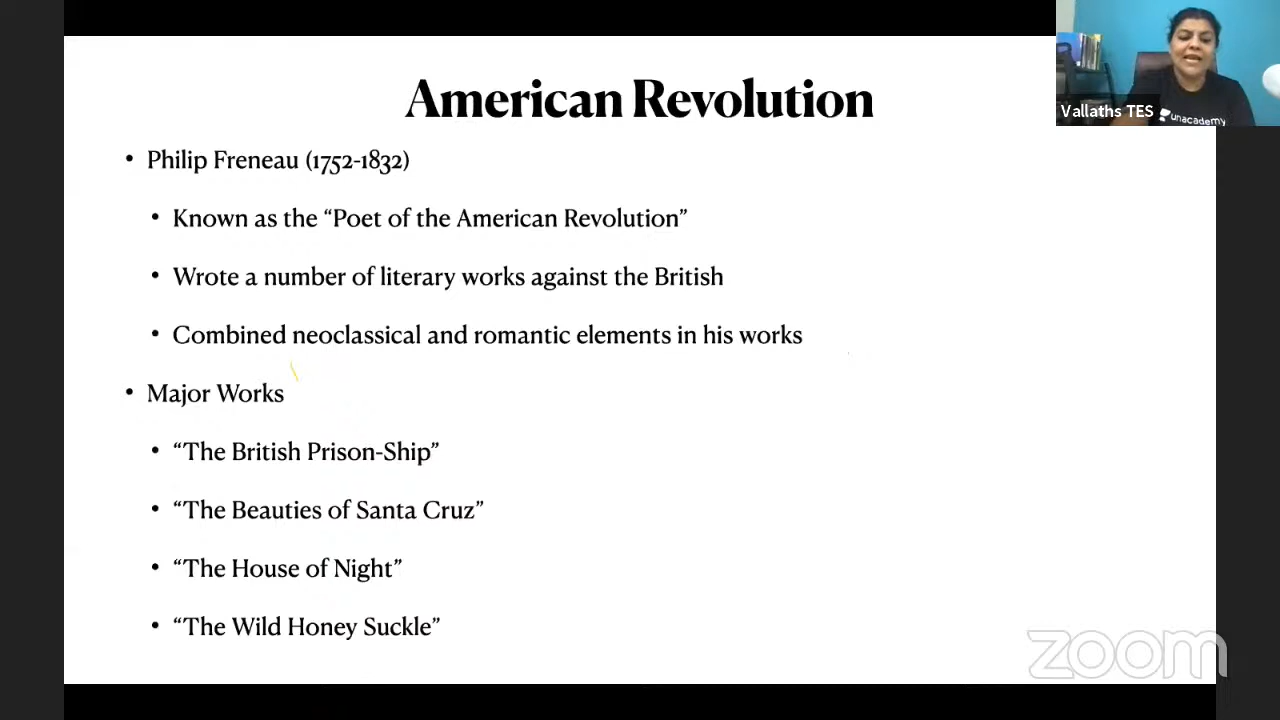 American Revolution
Vallaths TES
unacademy
• Philip Freneau (1752-1832)
• Known as the “Poet of the American Revolution”
• Wrote a number of literary works against the British
• Combined neoclassical and romantic elements in his works
• Major Works
• “The British Prison-Ship”
• “The Beauties of Santa Cruz”
• “The House of Night”
• “The Wild Honey Suckle”
zoom